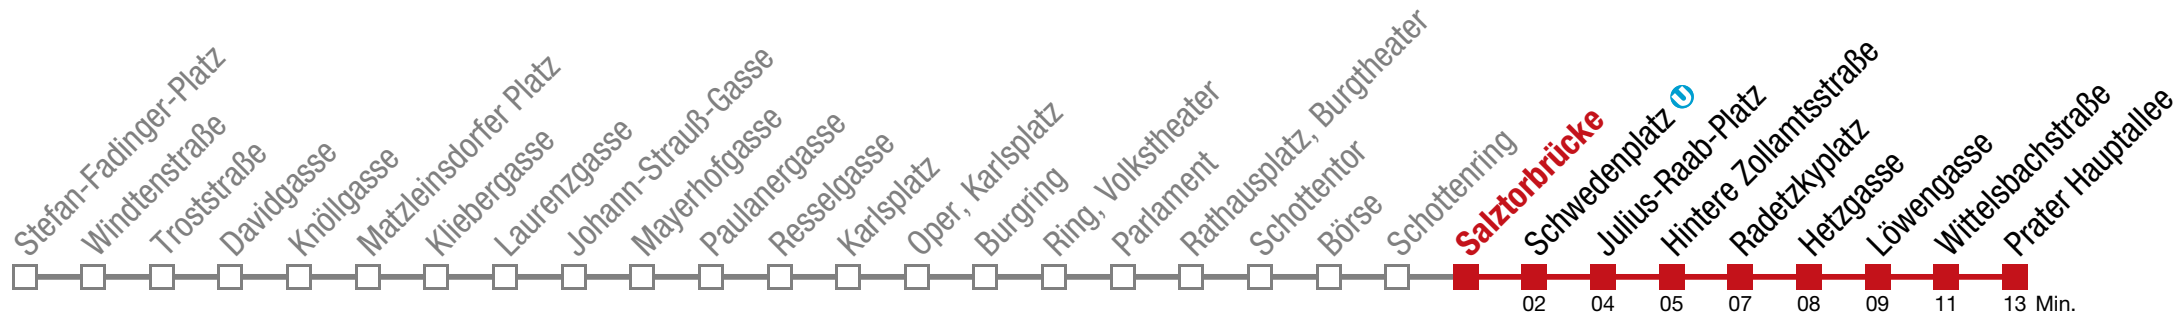 Stefan-Fadinger-Platz
Windtenstraße
Troststraße
Davidgasse
Knöllgasse
Matzleinsdorfer Platz
Kliebergasse
Laurenzgasse
Johann-Strauß-Gasse
Mayerhofgasse
Paulanergasse
Resselgasse
Karlsplatz
Oper, Karlsplatz
Burgring
Ring, Volkstheater
Parlament
Rathausplatz, Burgtheater
Schottentor
Börse
Schottenring
Salztorbrücke
Schwedenplatz U
Julius-Raab-Platz
Hintere Zollamtsstraße
Radetzkyplatz
Hetzgasse
Löwengasse
Wittelsbachstraße
Prater Hauptallee
02 04 05 07 08 09 11 13 Min.